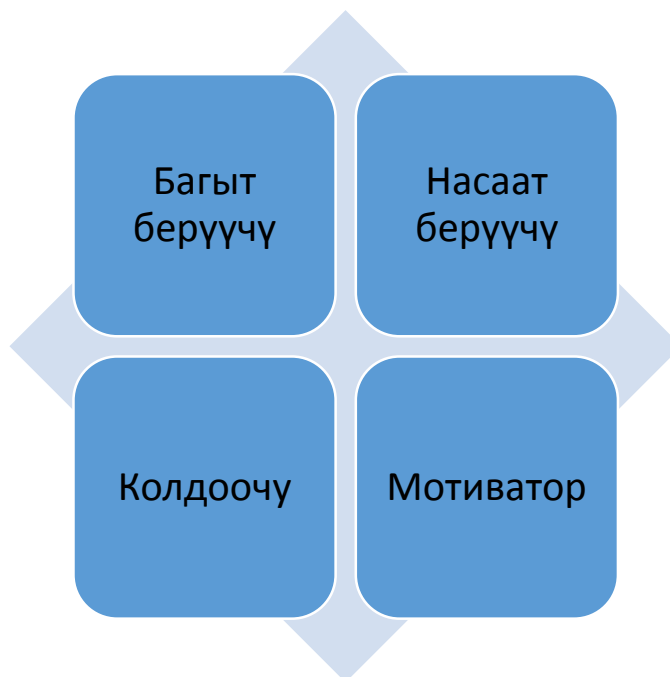 Багыт
берүүчү
Насаат
берүүчү
Колдоочу
Мотиватор